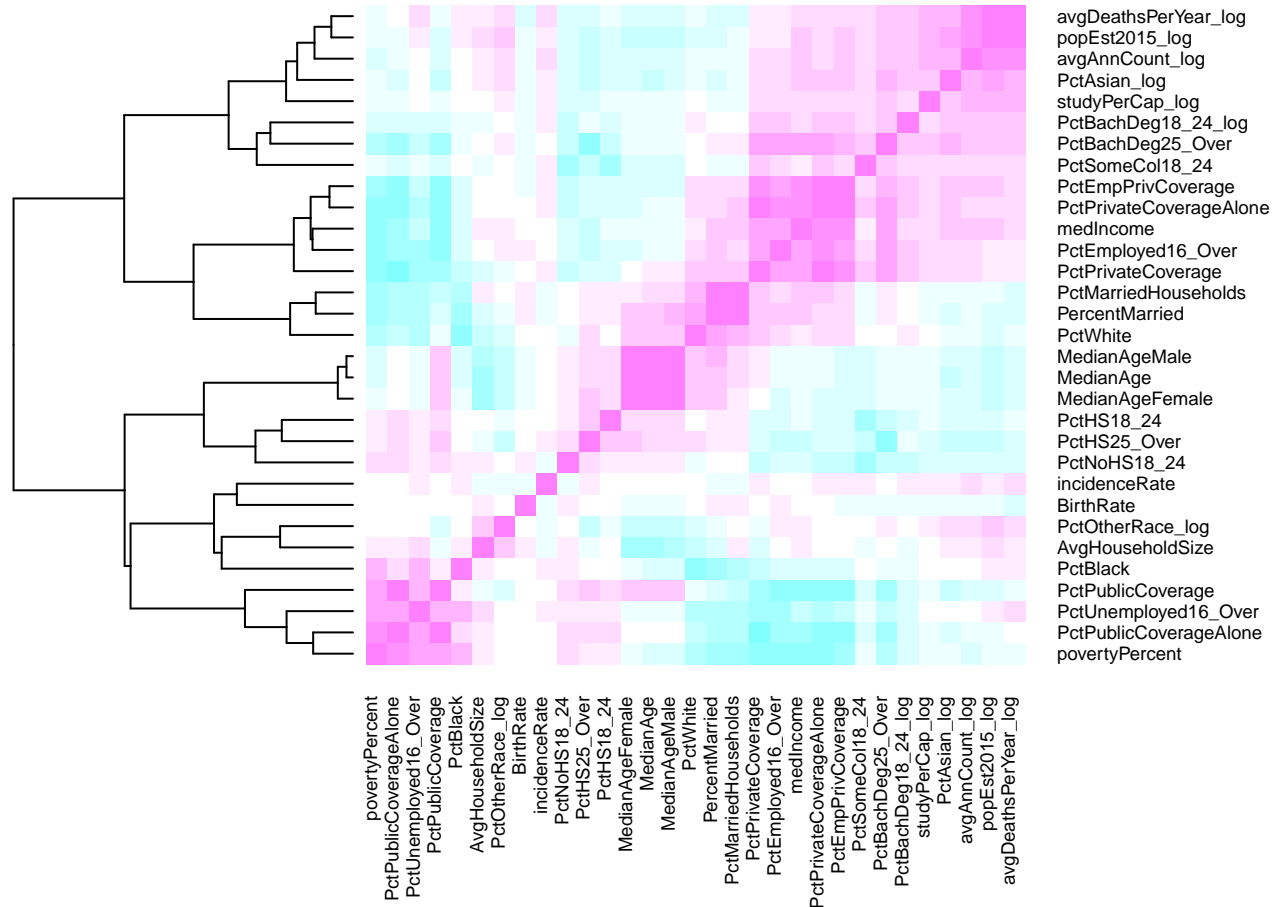 avgDeathsPerYear_log
popEst2015_log
avgAnnCount_log
PctAsian_log
studyPerCap_log
PctBachDeg18_24_log
PctBachDeg25_Over
PctSomeCol18_24
PctEmpPrivCoverage
PctPrivateCoverageAlone
medIncome
PctEmployed16_Over
PctPrivateCoverage
PctMarriedHouseholds
PercentMarried
PctWhite
MedianAgeMale
MedianAge
MedianAgeFemale
PctHS18_24
PctHS25_Over
PctNoHS18_24
incidenceRate
BirthRate
PctOtherRace_log
AvgHouseholdSize
PctBlack
PctPublicCoverage
PctUnemployed16_Over
PctPublicCoverageAlone
povertyPercent
povertyPercent
PctPublicCoverageAlone
PctUnemployed16_Over
PctPublicCoverage
PctBlack
AvgHouseholdSize
PctOtherRace_log
BirthRate
incidenceRate
PctNoHS18_24
PctHS25_Over
PctHS18_24
MedianAgeFemale
MedianAge
MedianAgeMale
PctWhite
PercentMarried
PctMarriedHouseholds
PctPrivateCoverage
PctEmployed16_Over
medIncome
PctPrivateCoverageAlone
PctEmpPrivCoverage
PctSomeCol18_24
PctBachDeg25_Over
PctBachDeg18_24_log
studyPerCap_log
PctAsian_log
avgAnnCount_log
popEst2015_log
avgDeathsPerYear_log